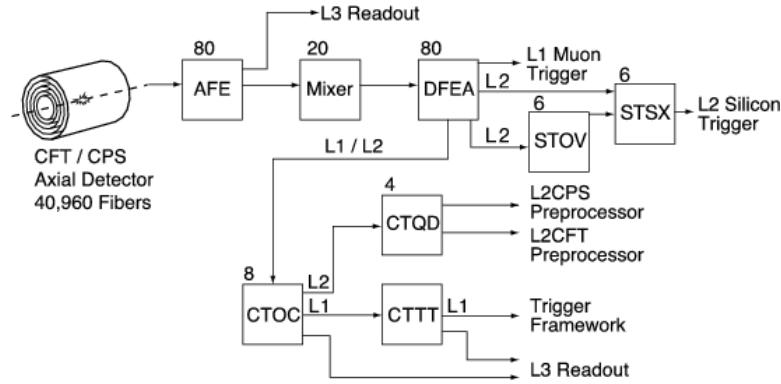 L3 Readout
80
20
80
AFE
Mixer
DFEA
L1 Muon
Trigger
L2
6
STSX
L2 Silicon
Trigger
6
STOV
L2
L1 / L2
CFT / CPS
Axial Detector
40,960 Fibers
4
CTQD
L2CPS
Preprocessor
L2CFT
Preprocessor
8
CTOC
L2
L1
CTTT
L1
Trigger
Framework
L3 Readout